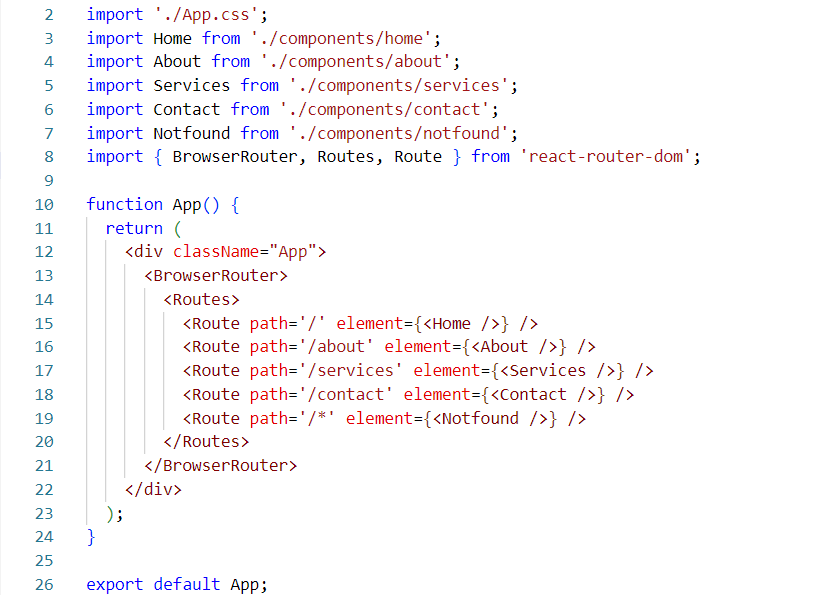 2 import './App.css';
3 import Home from './components/home';
4 import About from './components/about';
5 import Services from './components/services';
6 import Contact from './components/contact';
7 import Notfound from './components/notfound';
8 import { BrowserRouter, Routes, Route } from 'react-router-dom';
9
10 function App() {
11   return (
12     <div className="App">
13       <BrowserRouter>
14         <Routes>
15           <Route path='/' element={<Home />} />
16           <Route path='/about' element={<About />} />
17           <Route path='/services' element={<Services />} />
18           <Route path='/contact' element={<Contact />} />
19           <Route path='/*' element={<Notfound />} />
20         </Routes>
21       </BrowserRouter>
22     </div>
23   );
24 }
25
26 export default App;